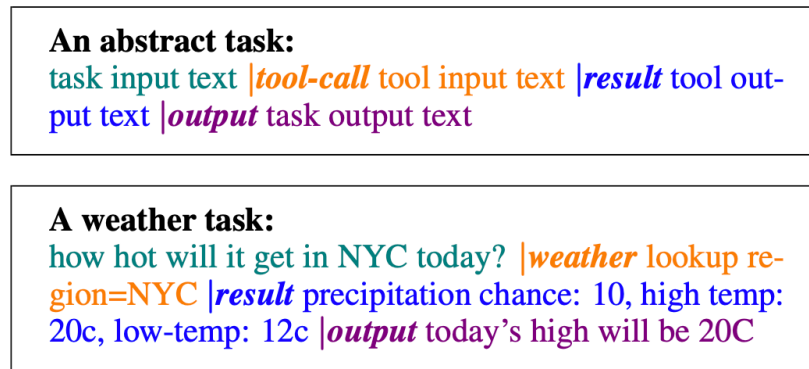 An abstract task:
task input text |tool-call tool input text |result tool out-
put text |output task output text
A weather task:
how hot will it get in NYC today? |weather lookup re-
gion=NYC |result precipitation chance: 10, high temp:
20c, low-temp: 12c |output today’s high will be 20C